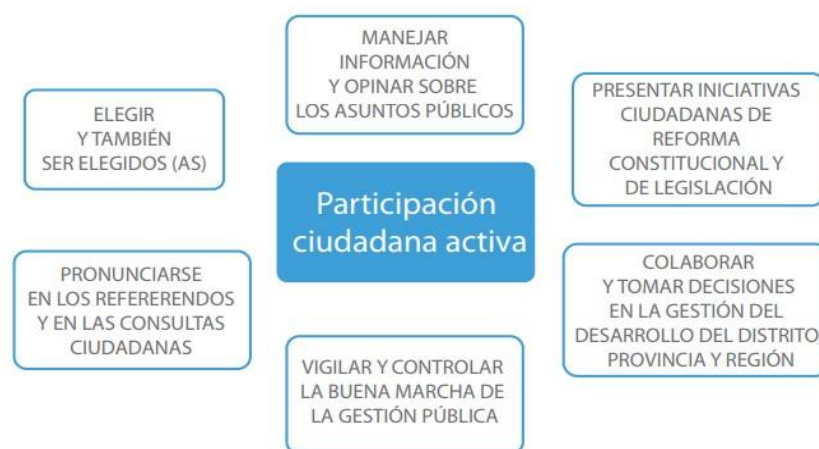 MANEJAR
INFORMACIÓN
Y OPINAR SOBRE
LOS ASUNTOS PÚBLICOS
ELEGIR
Y TAMBIÉN
SER ELEGIDOS (AS)
PRESENTAR INICIATIVAS
CIUDADANAS DE
REFORMA
CONSTITUCIONAL Y
DE LEGISLACIÓN
Participación
ciudadana activa
PRONUNCIARSE
EN LOS REFERERENDOS
Y EN LAS CONSULTAS
CIUDADANAS
COLABORAR
Y TOMAR DECISIONES
EN LA GESTIÓN DEL
DESARROLLO DEL DISTRITO,
PROVINCIA Y REGIÓN
VIGILAR Y CONTROLAR
LA BUENA MARCHA DE
LA GESTIÓN PÚBLICA